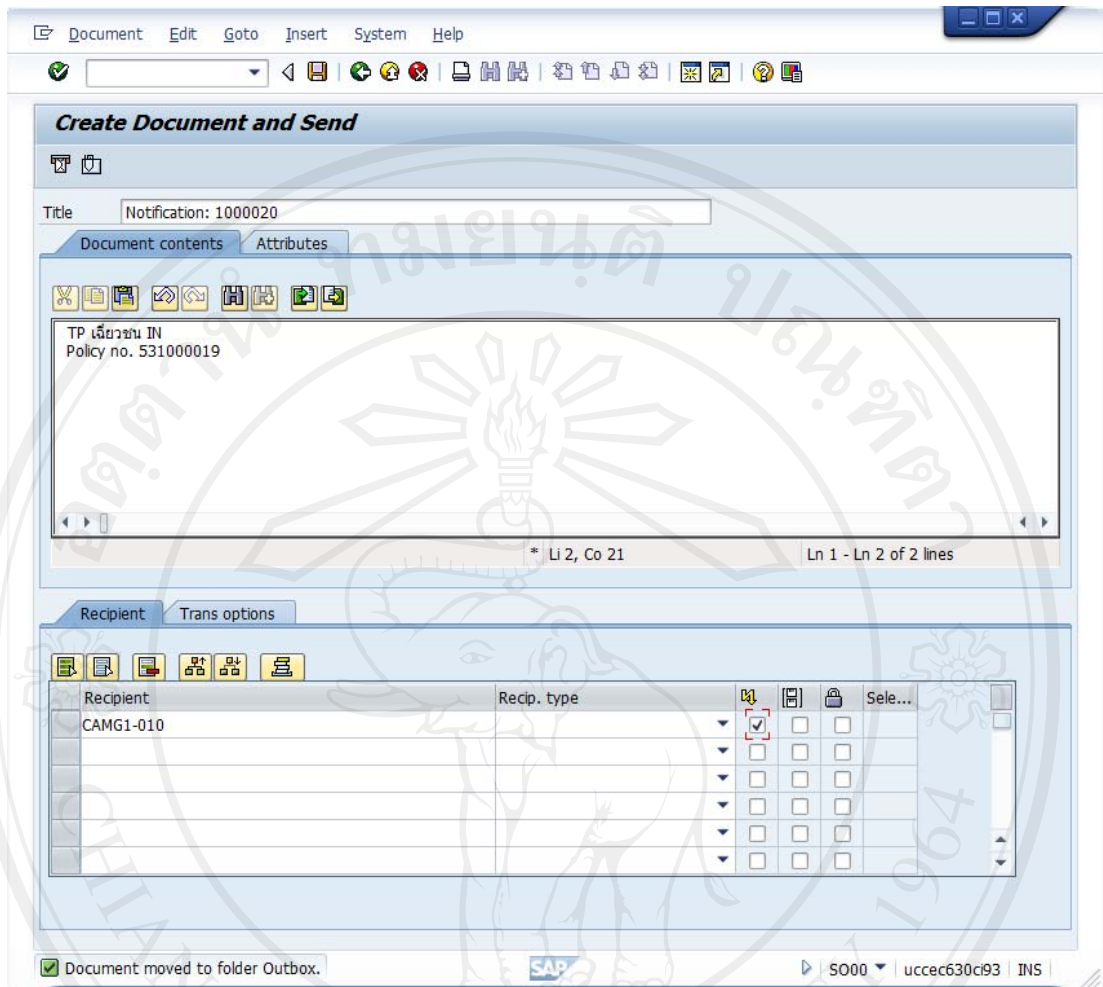 Document Edit Goto Insert System Help
Create Document and Send
Title Notification: 1000020
Document contents Attributes
TP เฉี่ยวชน IN
Policy no. 531000019
* Li 2, Co 21 Ln 1 - Ln 2 of 2 lines
Recipient Trans options
Recipient Recip. type Sele...
CAMG1-010
Document moved to folder Outbox. SAP SO00 uccec630ci93 INS
CHIANG
1964